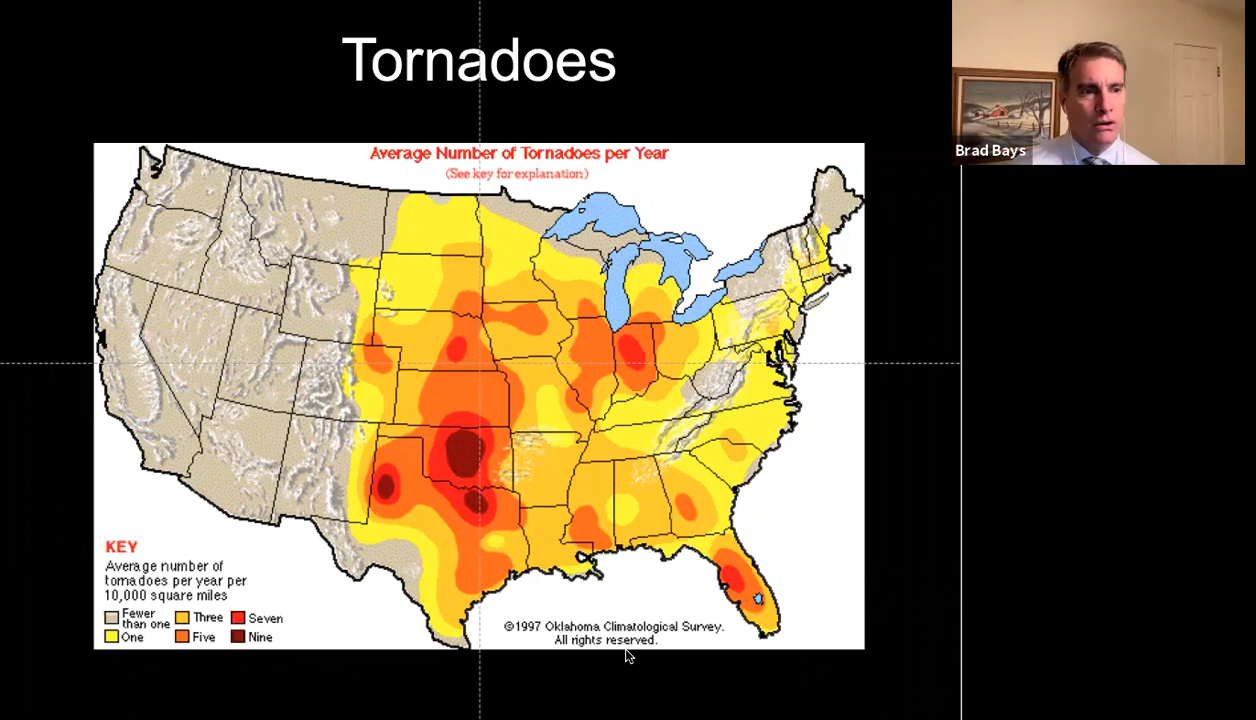 Tornadoes
Brad Bays
Average Number of Tornadoes per Year
(See key for explanation)
KEY
Average number of
tornadoes per year per
10,000 square miles
Fewer
than one
Three
Seven
One
Five
Nine
©1997 Oklahoma Climatological Survey.
All rights reserved.